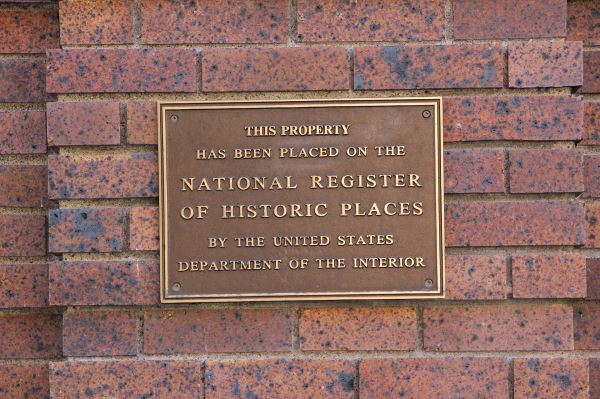 THIS PROPERTY
HAS BEEN PLACED ON THE
NATIONAL REGISTER
OF HISTORIC PLACES
BY THE UNITED STATES
DEPARTMENT OF THE INTERIOR